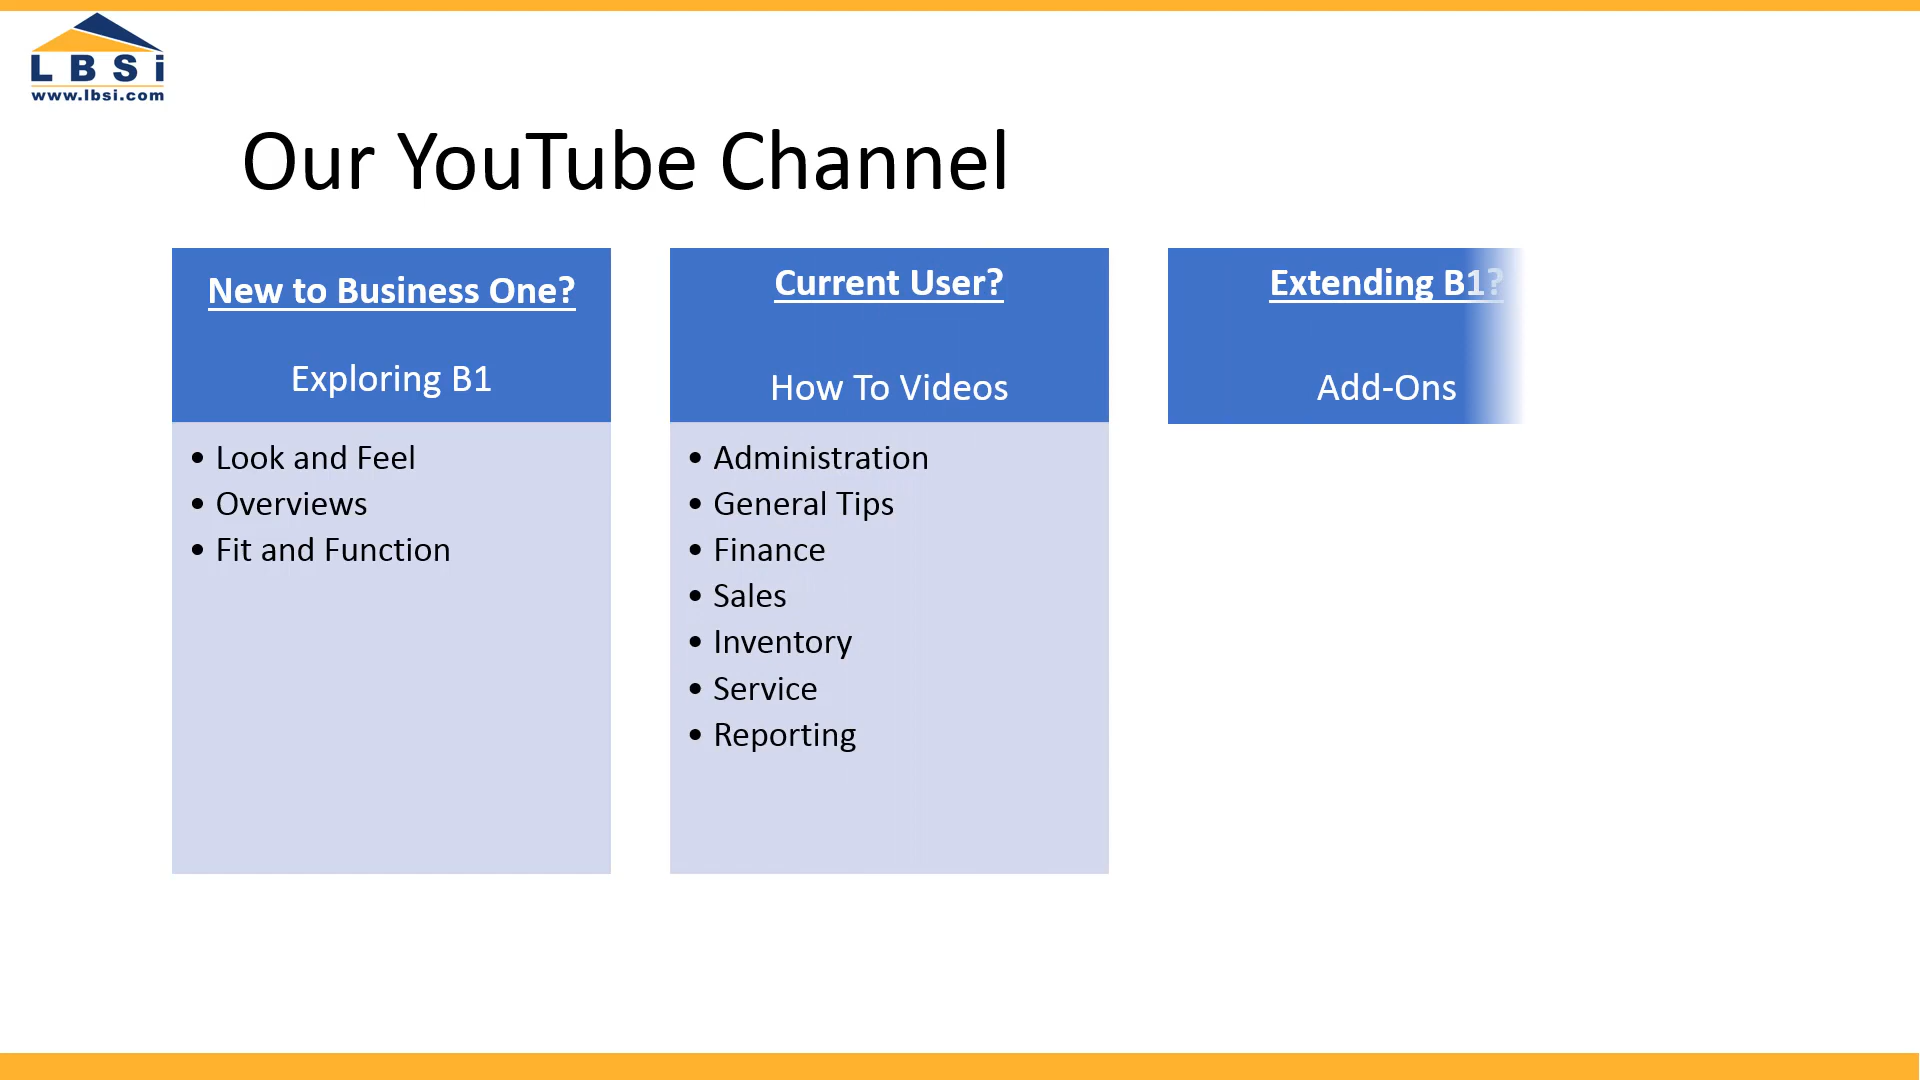 LBSi
www.lbsi.com
Our YouTube Channel
New to Business One?
Exploring B1
• Look and Feel
• Overviews
• Fit and Function
Current User?
How To Videos
• Administration
• General Tips
• Finance
• Sales
• Inventory
• Service
• Reporting
Extending B1?
Add-Ons